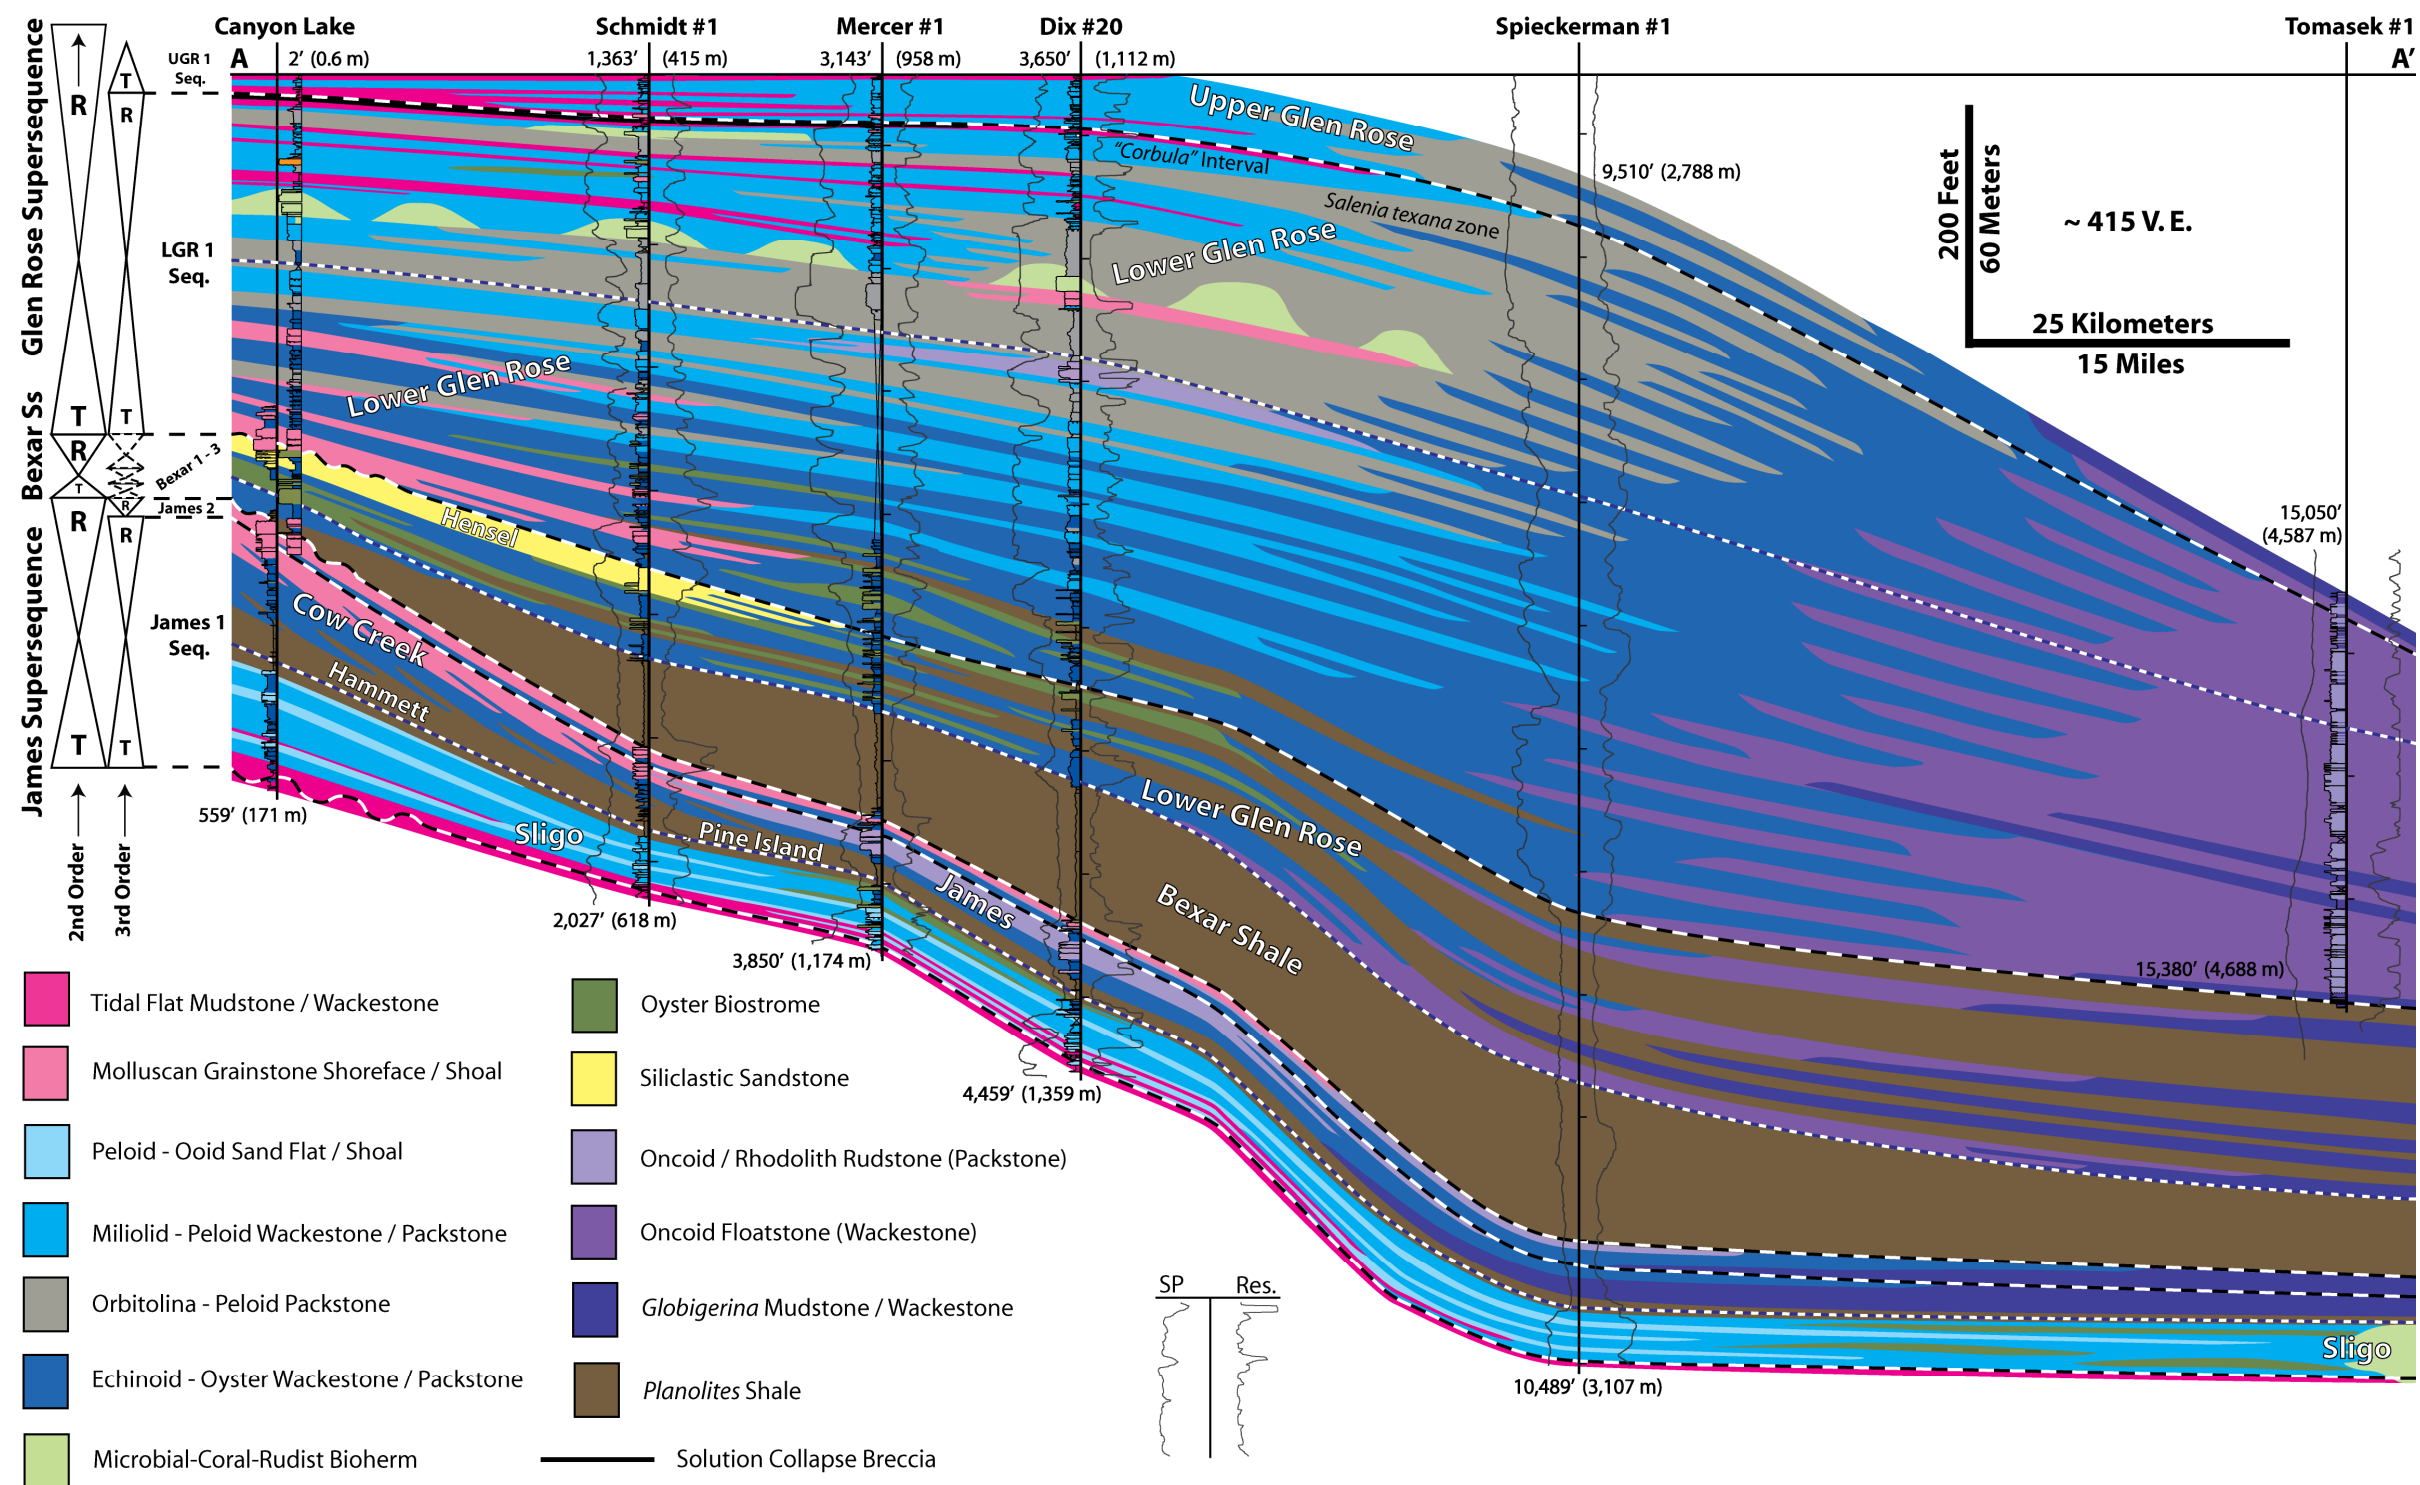 Canyon Lake
Schmidt #1
Mercer #1
Dix #20
Spieckerman #1
Tomasek #1
A
2' (0.6 m)
1,363' (415 m)
3,143' (958 m)
3,650' (1,112 m)
A'
UGR 1
Seq.
T
R
R
Glen Rose Supersequence
LGR 1
Seq.
T
T
Bexar Ss
R
T
Bexar 1 - 3
R
James 2
R
R
James Supersequence
James 1
Seq.
T
T
2nd Order
3rd Order
Upper Glen Rose
"Corbula" Interval
Salenia texana zone
Lower Glen Rose
Lower Glen Rose
Hensel
Cow Creek
Hammett
Sligo
Pine Island
James
Lower Glen Rose
Bexar Shale
Sligo
9,510' (2,788 m)
200 Feet
60 Meters
~ 415 V. E.
25 Kilometers
15 Miles
15,050'
(4,587 m)
15,380' (4,688 m)
559' (171 m)
2,027' (618 m)
3,850' (1,174 m)
4,459' (1,359 m)
10,489' (3,107 m)
SP
Res.
Tidal Flat Mudstone / Wackestone
Molluscan Grainstone Shoreface / Shoal
Peloid - Ooid Sand Flat / Shoal
Miliolid - Peloid Wackestone / Packstone
Orbitolina - Peloid Packstone
Echinoid - Oyster Wackestone / Packstone
Microbial-Coral-Rudist Bioherm
Oyster Biostrome
Siliclastic Sandstone
Oncoid / Rhodolith Rudstone (Packstone)
Oncoid Floatstone (Wackestone)
Globigerina Mudstone / Wackestone
Planolites Shale
Solution Collapse Breccia